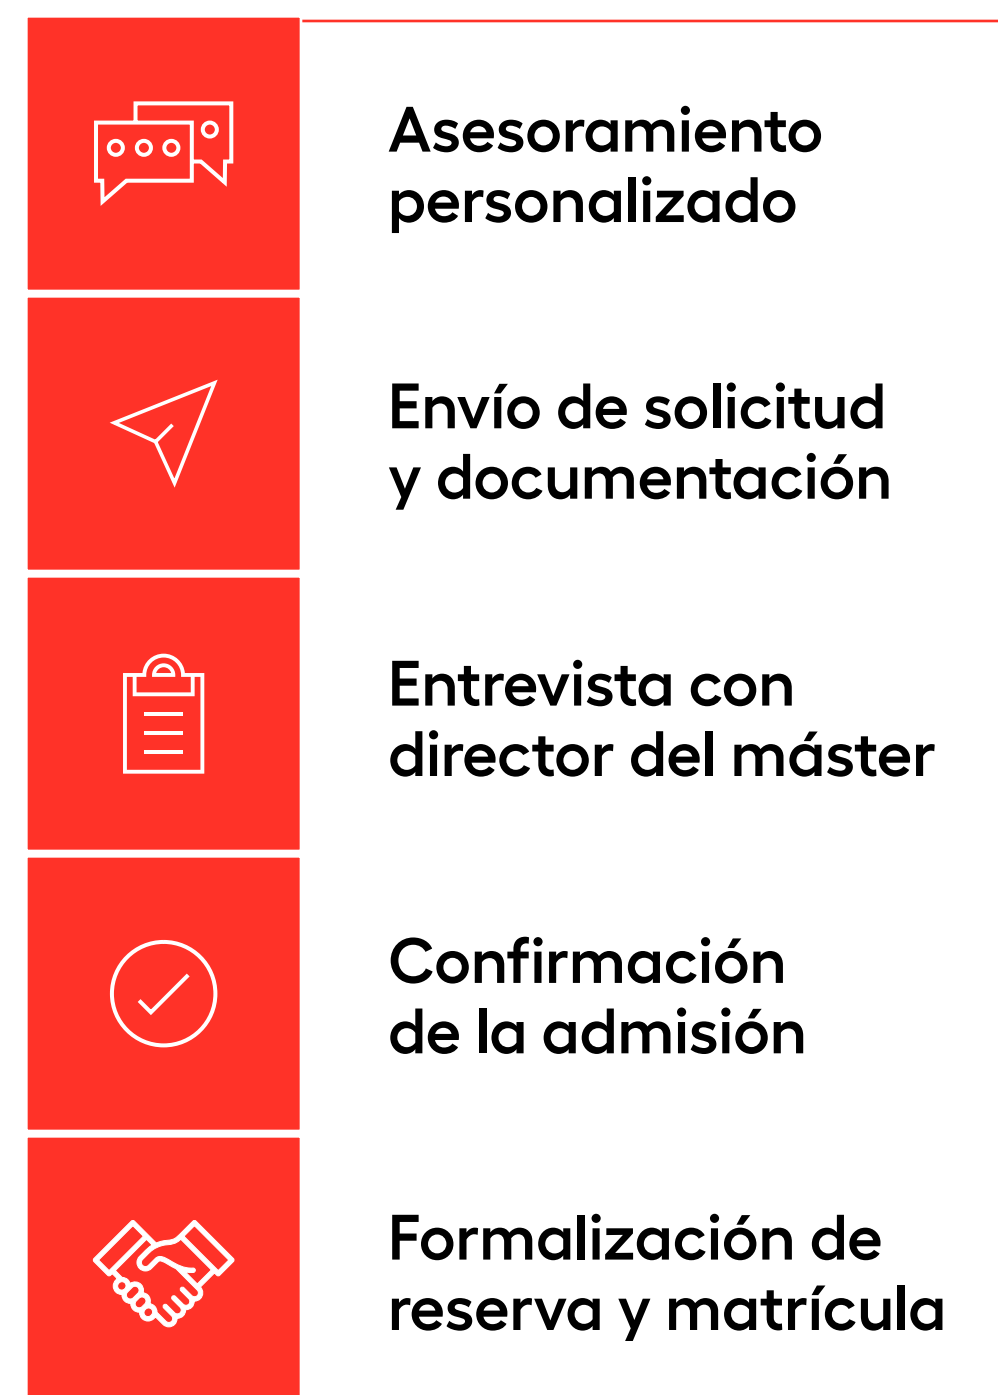 Asesoramiento
personalizado
Envío de solicitud
y documentación
Entrevista con
director del máster
Confirmación
de la admisión
Formalización de
reserva y matrícula